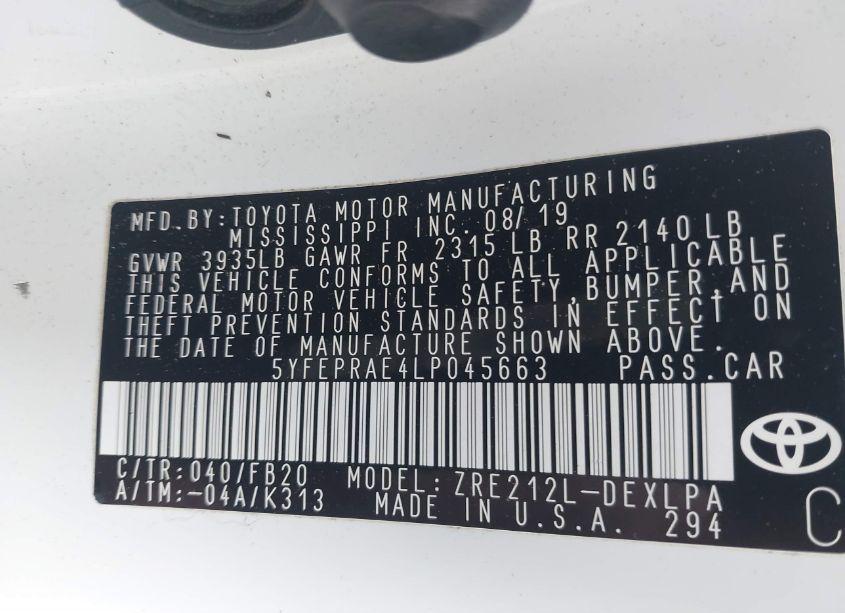 MFD.BY:TOYOTA MOTOR MANUFACTURING
MISSISSIPPI INC. 08/19
GVWR 3935LB GAWR FR 2315 LB RR 2140 LB
THIS VEHICLE CONFORMS TO ALL APPLICABLE
FEDERAL MOTOR VEHICLE SAFETY,BUMPER,AND
THEFT PREVENTION STANDARDS IN EFFECT ON
THE DATE OF MANUFACTURE SHOWN ABOVE.
5YFEPRAE4LP045663 PASS.CAR
C/TR:040/FB20 MODEL:ZRE212L-DEXLPA
A/TM:-04A/K313 MADE IN U.S.A. 294
C